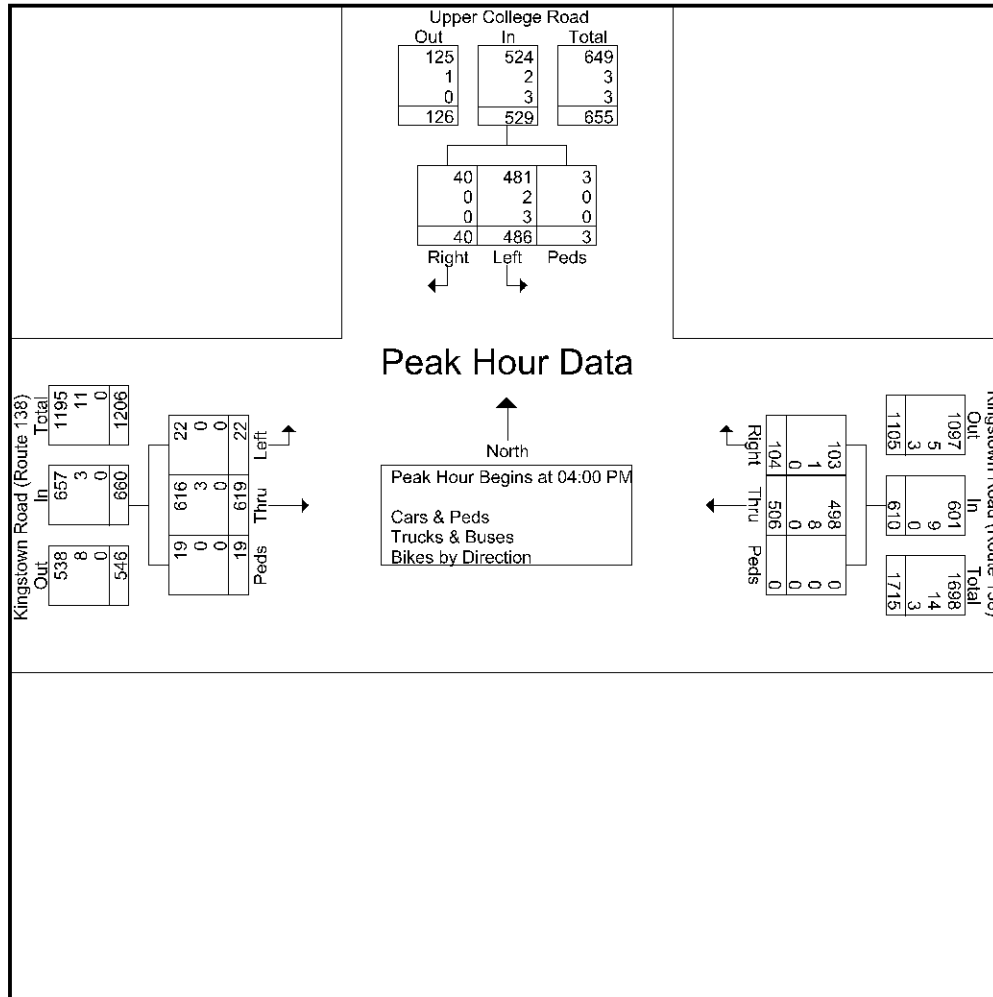 Upper College Road
Out In Total
125 524 649
1 2 3
0 3 3
126 529 655
40 481 3
0 2 0
0 3 0
40 486 3
Right Left Peds
Peak Hour Data
North
Peak Hour Begins at 04:00 PM
Cars & Peds
Trucks & Buses
Bikes by Direction
Kingstown Road (Route 138)
Out In Total
538 657 1195
8 3 11
0 0 0
546 660 1206
22 0 0 22
Left
616 3 0 619
Thru
19 0 0 19
Peds
Kingstown Road (Route 138)
Out In Total
1097 601 1698
5 9 14
3 0 3
1105 610 1715
103 498 0
1 8 0
0 0 0
104 506 0
Right Thru Peds